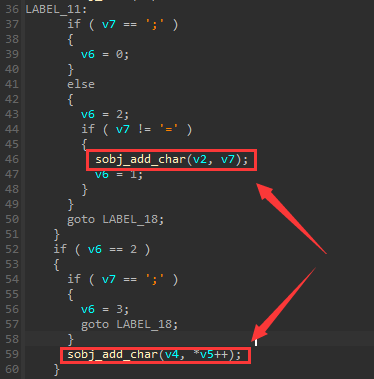 36 LABEL_11:
37 if ( v7 == ';' )
38 {
39 v6 = 0;
40 }
41 else
42 {
43 v6 = 2;
44 if ( v7 != '=' )
45 {
46 sobj_add_char(v2, v7);
47 v6 = 1;
48 }
49 }
50 goto LABEL_18;
51 }
52 if ( v6 == 2 )
53 {
54 if ( v7 == ';' )
55 {
56 v6 = 3;
57 goto LABEL_18;
58 }
59 sobj_add_char(v4, *v5++);
60 }